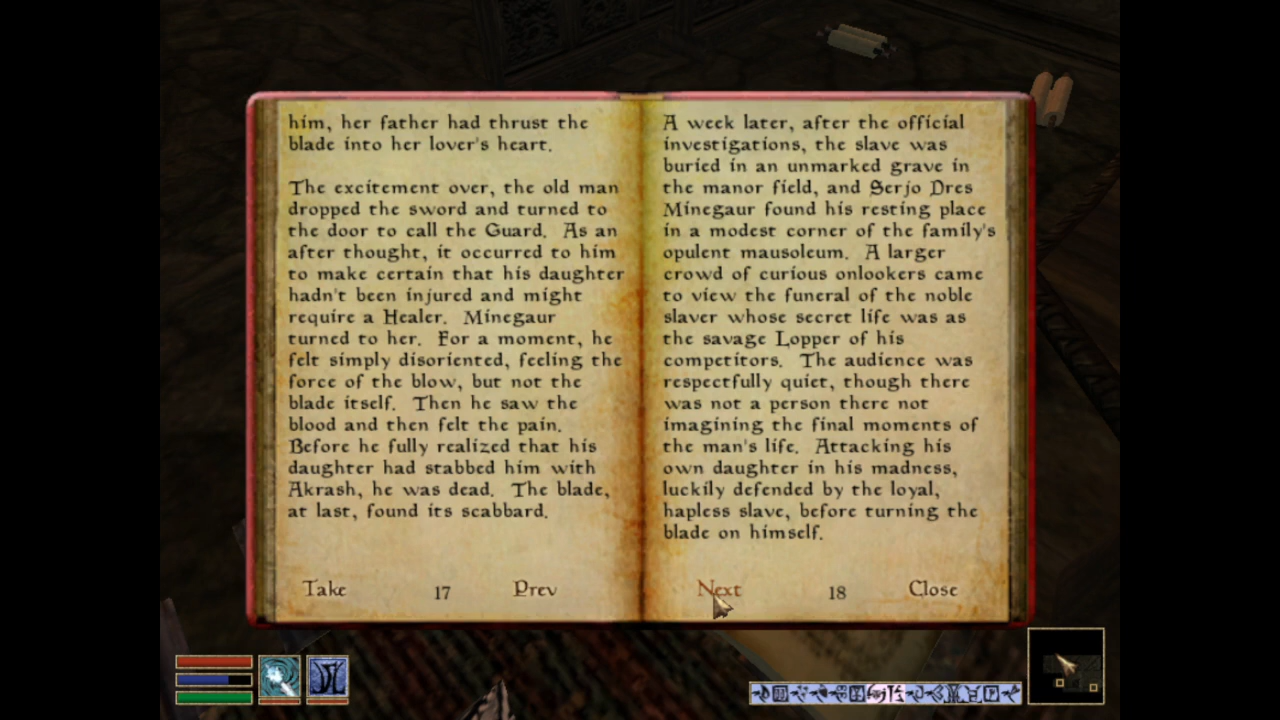 him, her father had thrust the
blade into her lover's heart.
The excitement over, the old man
dropped the sword and turned to
the door to call the Guard. As an
after thought, it occurred to him
to make certain that his daughter
hadn't been injured and might
require a Healer. Minegaur
turned to her. For a moment, he
felt simply disoriented, feeling the
force of the blow, but not the
blade itself. Then he saw the
blood and then felt the pain.
Before he fully realized that his
daughter had stabbed him with
Akrash, he was dead. The blade,
at last, found its scabbard.
Take 17 Prev
A week later, after the official
investigations, the slave was
buried in an unmarked grave in
the manor field, and Serjo Dres
Minegaur found his resting place
in a modest corner of the family's
opulent mausoleum. A larger
crowd of curious onlookers came
to view the funeral of the noble
slaver whose secret life was as
the savage Lopper of his
competitors. The audience was
respectfully quiet, though there
was not a person there not
imagining the final moments of
the man's life. Attacking his
own daughter in his madness,
luckily defended by the loyal,
hapless slave, before turning the
blade on himself.
Next 18 Close